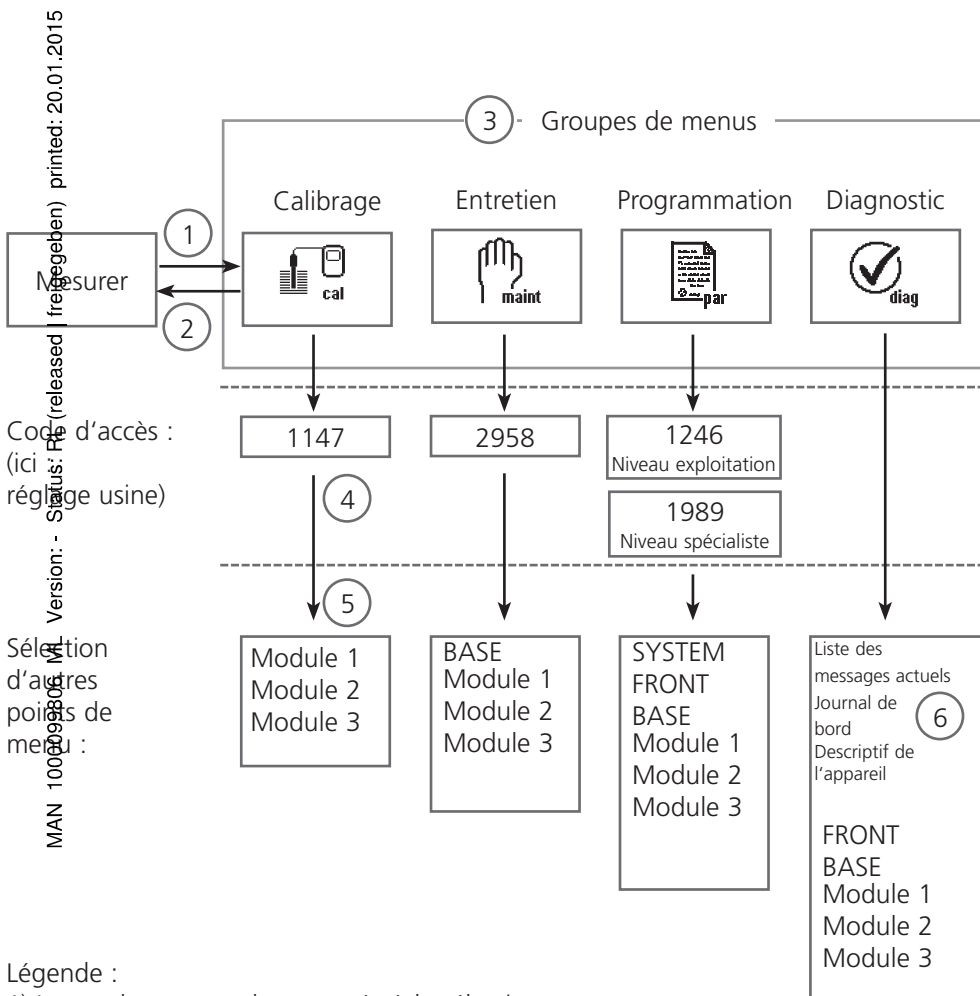 MAN 1000099806 ML Version: - Status: RL (released | freigegeben) printed: 20.01.2015
3 Groupes de menus
Calibrage Entretien Programmation Diagnostic
1
Mesurer
cal maint par diag
2
Code d'accès :
(ici :
réglage usine)
1147 2958 1246
Niveau exploitation
1989
Niveau spécialiste
4
5
Sélection
d'autres
points de
menu :
Module 1
Module 2
Module 3
BASE
Module 1
Module 2
Module 3
SYSTEM
FRONT
BASE
Module 1
Module 2
Module 3
Liste des
messages actuels
Journal de
bord
Descriptif de
l'appareil
6
FRONT
BASE
Module 1
Module 2
Module 3
Légende :